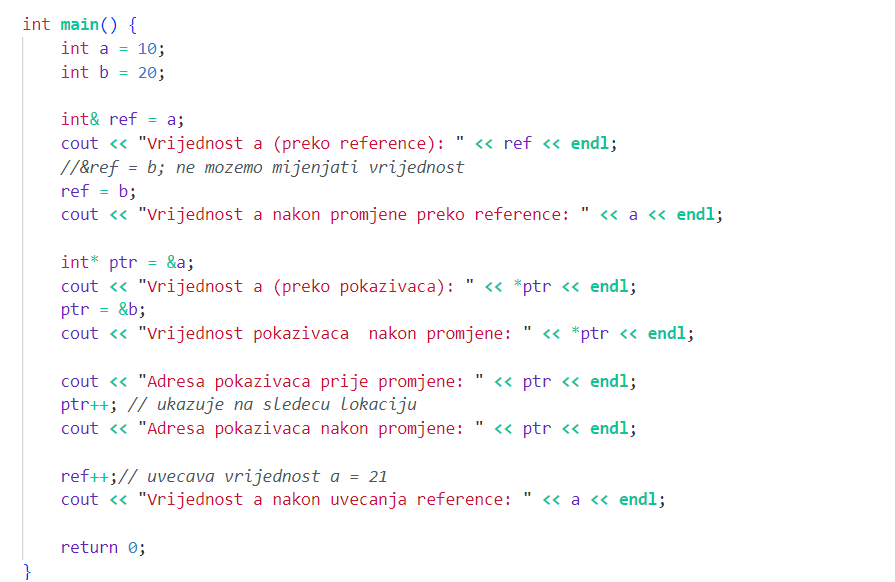 int main() {
    int a = 10;
    int b = 20;

    int& ref = a;
    cout << "Vrijednost a (preko reference): " << ref << endl;
    //&ref = b; ne mozemo mijenjati vrijednost
    ref = b;
    cout << "Vrijednost a nakon promjene preko reference: " << a << endl;

    int* ptr = &a;
    cout << "Vrijednost a (preko pokazivaca): " << *ptr << endl;
    ptr = &b;
    cout << "Vrijednost pokazivaca  nakon promjene: " << *ptr << endl;

    cout << "Adresa pokazivaca prije promjene: " << ptr << endl;
    ptr++; // ukazuje na sledecu lokaciju
    cout << "Adresa pokazivaca nakon promjene: " << ptr << endl;

    ref++;// uvecava vrijednost a = 21
    cout << "Vrijednost a nakon uvecanja reference: " << a << endl;

    return 0;
}